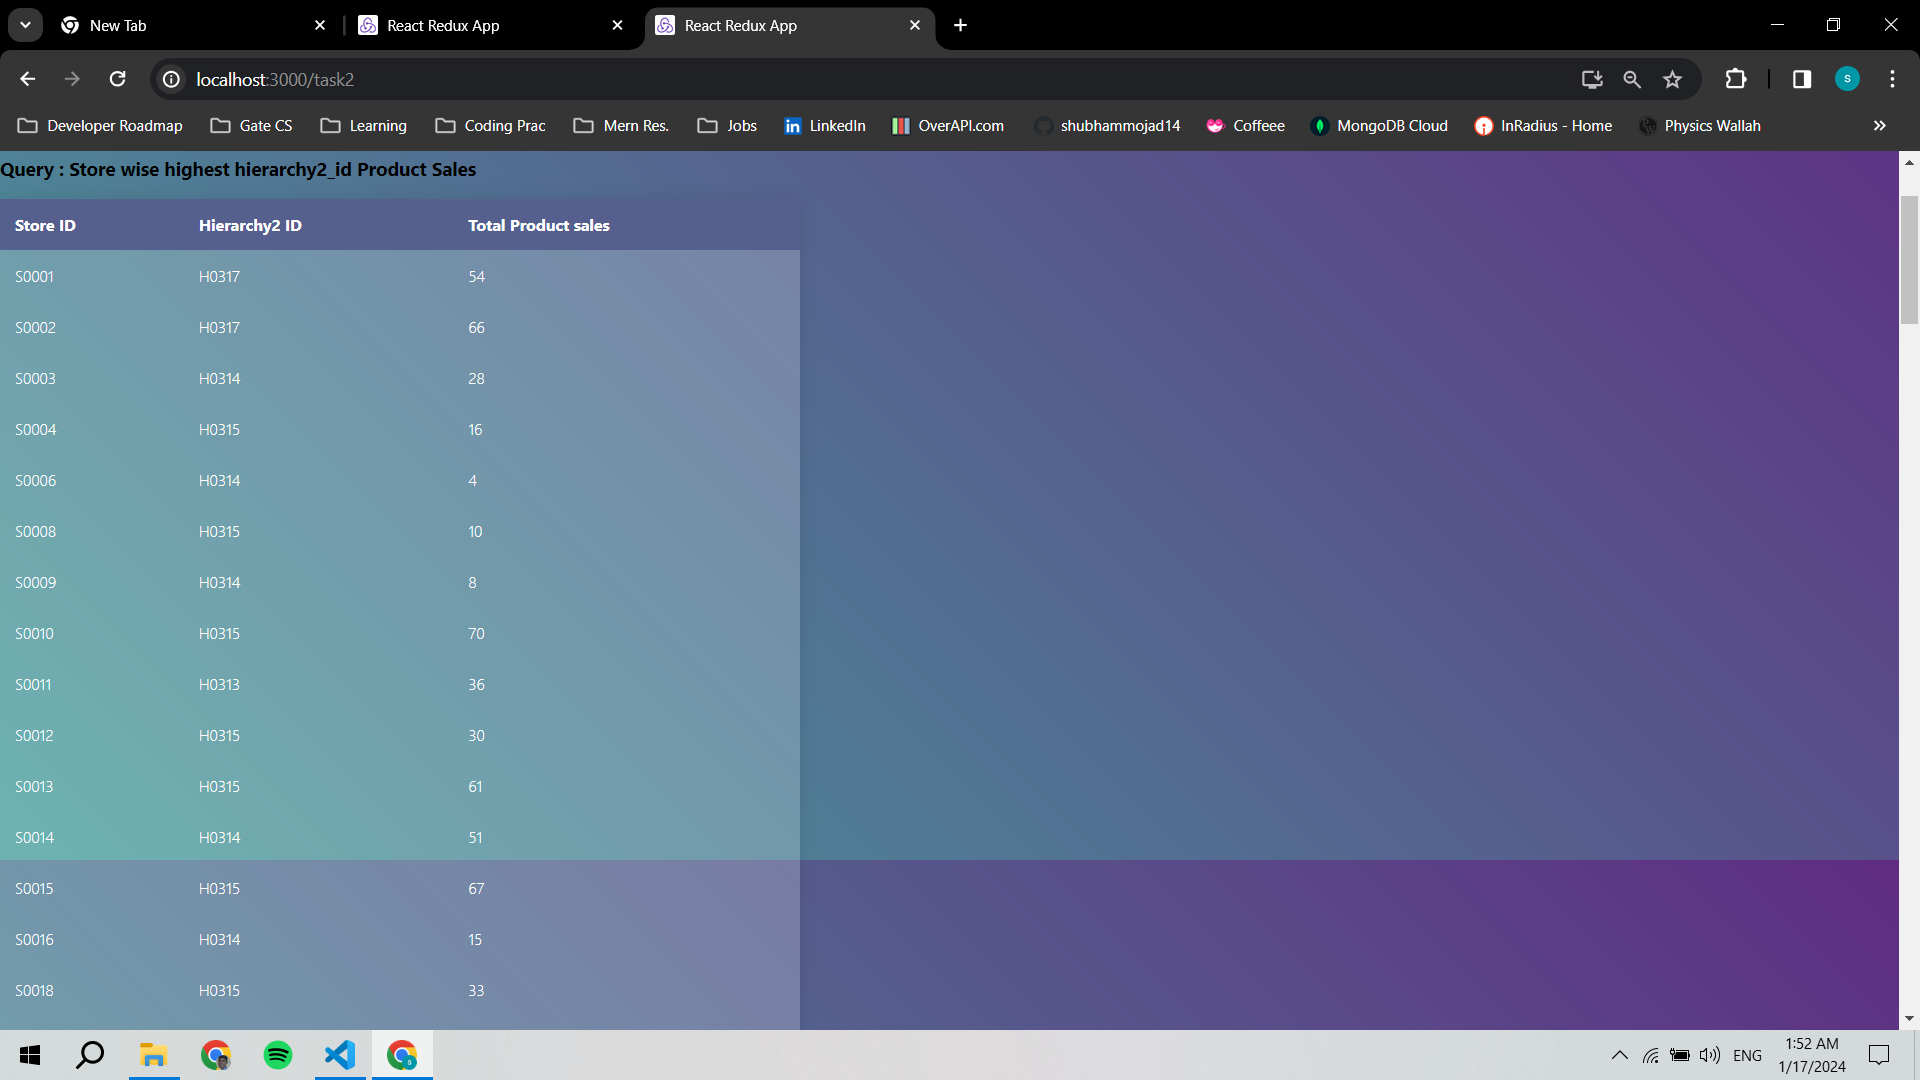 New Tab
React Redux App
React Redux App
localhost:3000/task2
S
Developer Roadmap
Gate CS
Learning
Coding Prac
Mern Res.
Jobs
LinkedIn
OverAPI.com
shubhammojad14
Coffeee
MongoDB Cloud
InRadius - Home
Physics Wallah
Query : Store wise highest hierarchy2_id Product Sales
Store ID Hierarchy2 ID Total Product sales
S0001 H0317 54
S0002 H0317 66
S0003 H0314 28
S0004 H0315 16
S0006 H0314 4
S0008 H0315 10
S0009 H0314 8
S0010 H0315 70
S0011 H0313 36
S0012 H0315 30
S0013 H0315 61
S0014 H0314 51
S0015 H0315 67
S0016 H0314 15
S0018 H0315 33
ENG
1:52 AM
1/17/2024